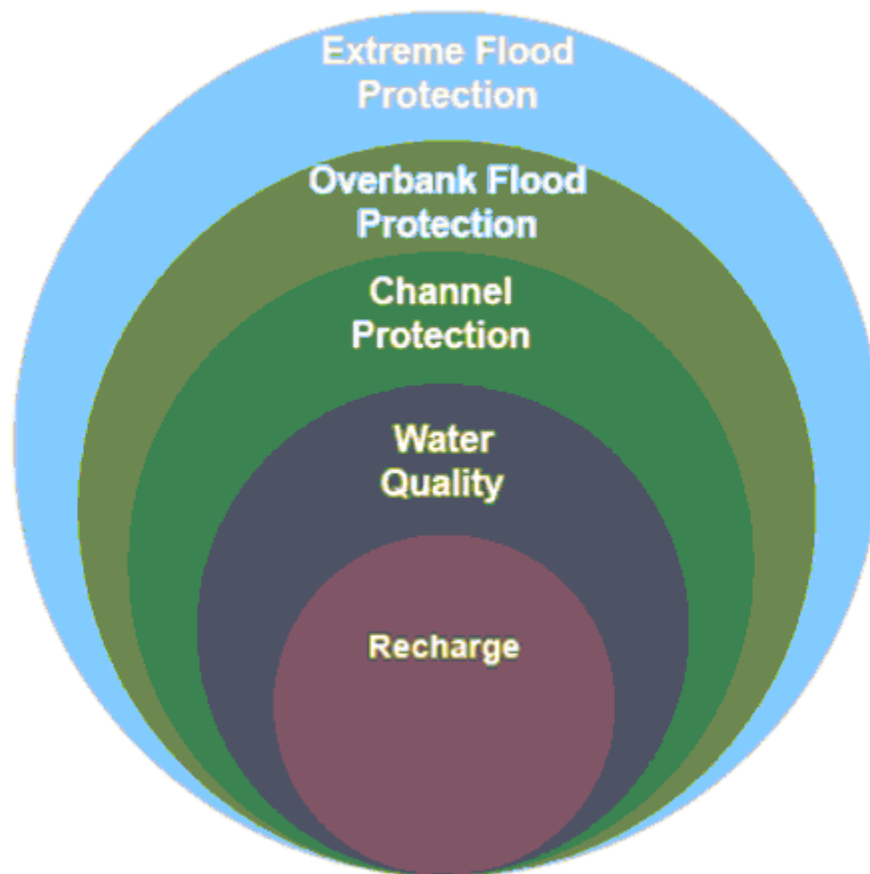 Extreme Flood
Protection
Overbank Flood
Protection
Channel
Protection
Water
Quality
Recharge